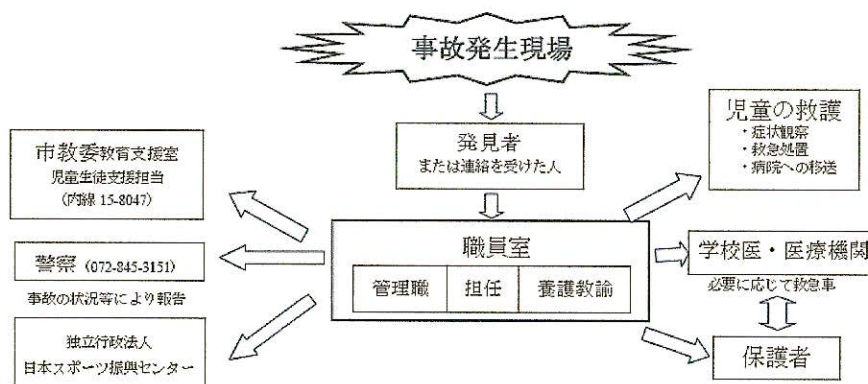 事故発生現場
発見者
または連絡を受けた人
児童の救護
・症状観察
・救急処置
・病院への移送
市教委教育支援室
児童生徒支援担当
(内線 15-8047)
職員室
管理職 担任 養護教諭
警察 (072-845-3151)
事故の状況等により報告
学校医・医療機関
必要に応じて救急車
独立行政法人
日本スポーツ振興センター
保護者